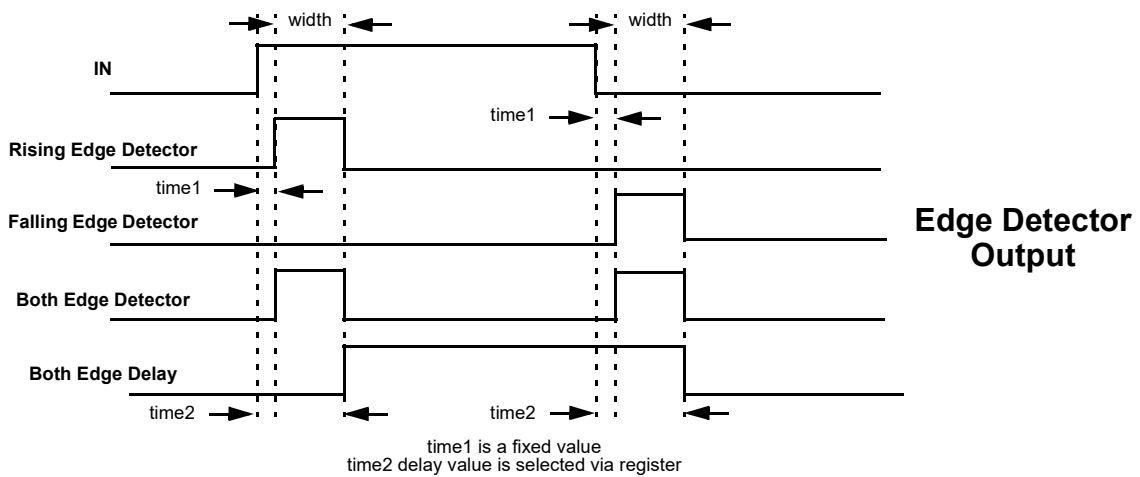 width
width
IN
time1
Rising Edge Detector
time1
Falling Edge Detector
Edge Detector
Output
Both Edge Detector
Both Edge Delay
time2
time2
time1 is a fixed value
time2 delay value is selected via register